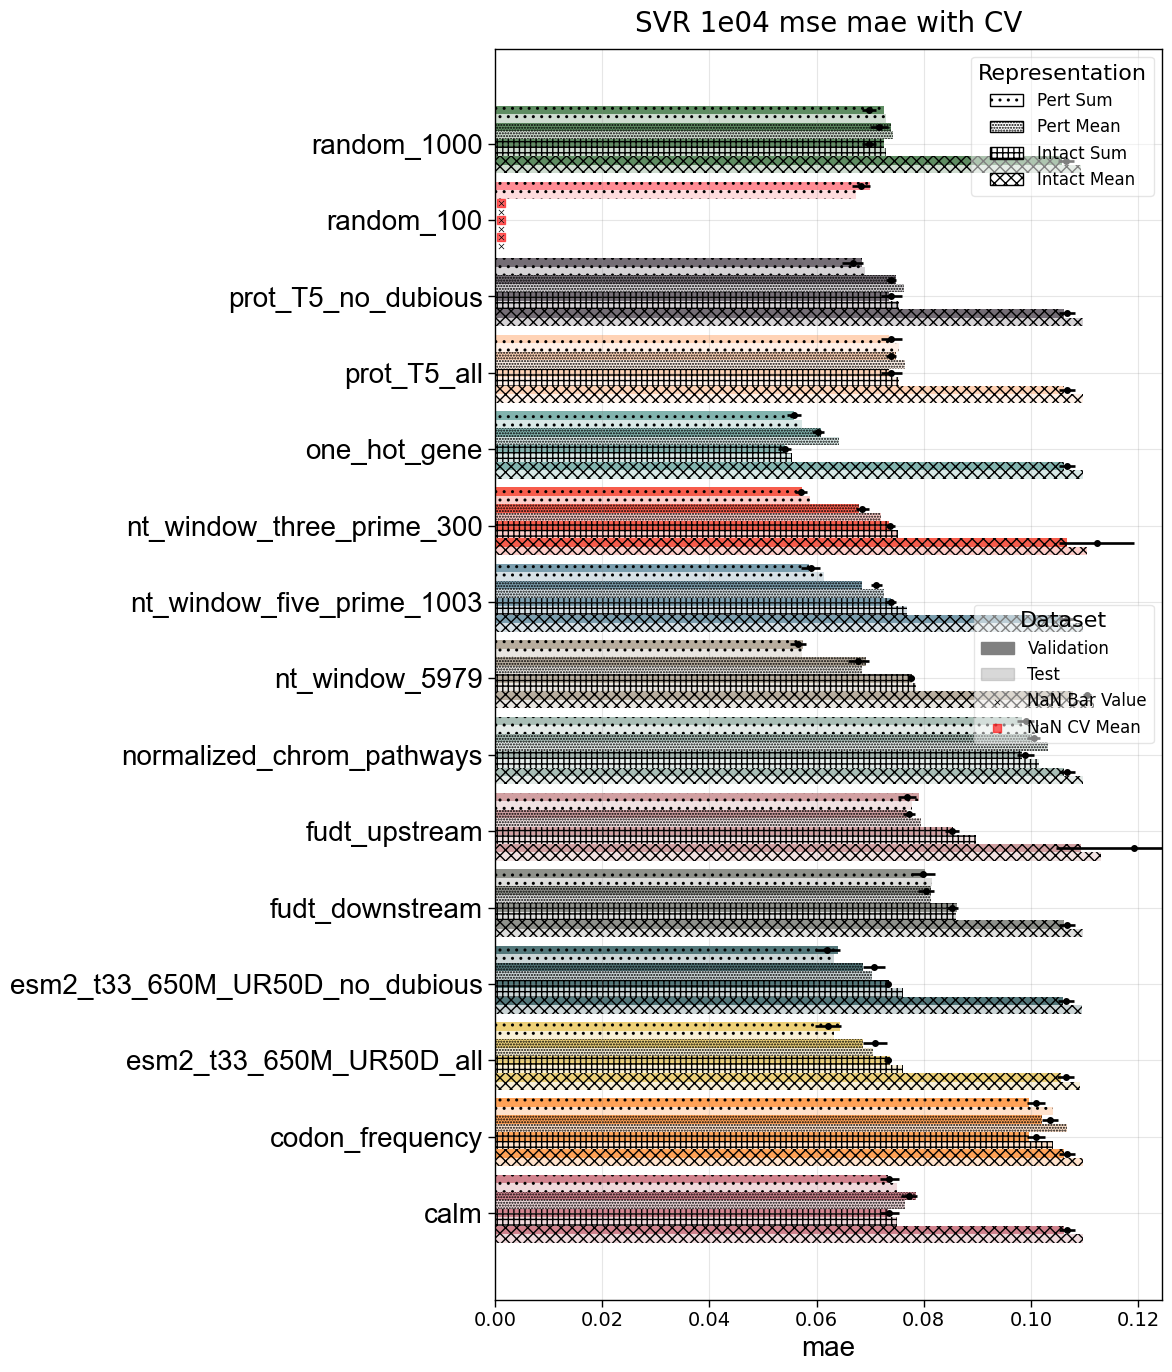 SVR 1e04 mse mae with CV
Representation
Pert Sum
Pert Mean
Intact Sum
Intact Mean
random_1000
random_100
prot_T5_no_dubious
prot_T5_all
one_hot_gene
nt_window_three_prime_300
nt_window_five_prime_1003
Dataset
Validation
Test
NaN Bar Value
NaN CV Mean
nt_window_5979
normalized_chrom_pathways
fudt_upstream
fudt_downstream
esm2_t33_650M_UR50D_no_dubious
esm2_t33_650M_UR50D_all
codon_frequency
calm
0.00 0.02 0.04 0.06 0.08 0.10 0.12
mae